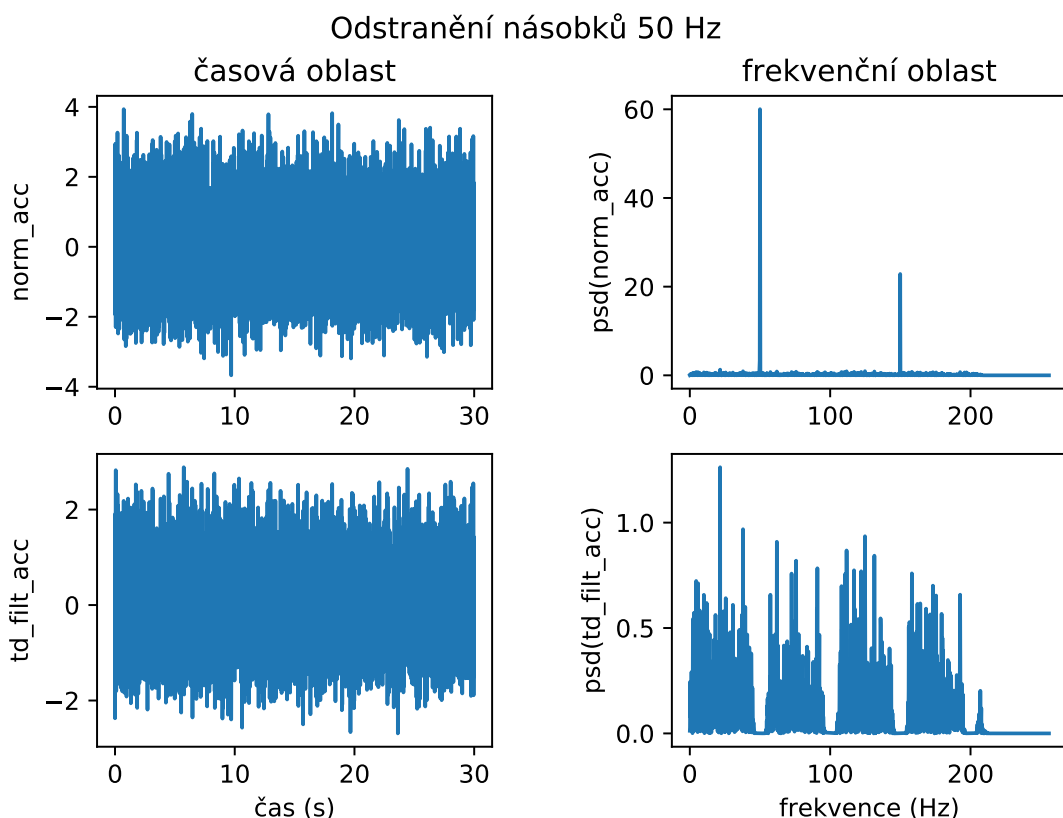 Odstranění násobků 50 Hz
časová oblast
frekvenční oblast
norm_acc
4
2
0
−2
−4
0 10 20 30
psd(norm_acc)
60
40
20
0
0 100 200
td_filt_acc
2
0
−2
0 10 20 30
čas (s)
psd(td_filt_acc)
1.0
0.5
0.0
0 100 200
frekvence (Hz)